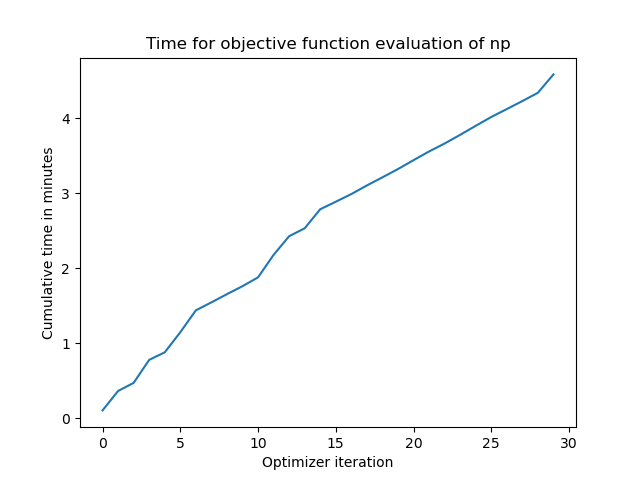 Time for objective function evaluation of np
Cumulative time in minutes
4
3
2
1
0
0 5 10 15 20 25 30
Optimizer iteration